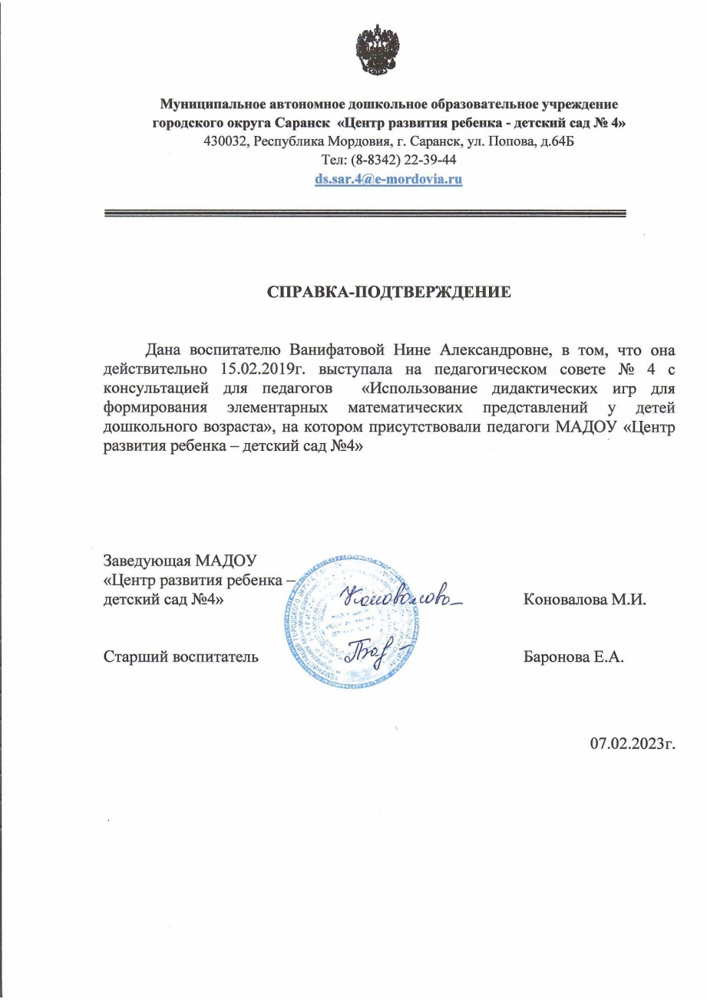 Муниципальное автономное дошкольное образовательное учреждение
городского округа Саранск «Центр развития ребенка - детский сад № 4»
430032, Республика Мордовия, г. Саранск, ул. Попова, д.64Б
Тел: (8-8342) 22-39-44
ds.sar.4@e-mordovia.ru
СПРАВКА-ПОДТВЕРЖДЕНИЕ
Дана воспитателю Ванифатовой Нине Александровне, в том, что она
действительно 15.02.2019г. выступала на педагогическом совете № 4 с
консультацией для педагогов «Использование дидактических игр для
формирования элементарных математических представлений у детей
дошкольного возраста», на котором присутствовали педагоги МАДОУ «Центр
развития ребенка – детский сад №4»
Заведующая МАДОУ
«Центр развития ребенка –
детский сад №4» Коновалова М.И.
Старший воспитатель Баронова Е.А.
07.02.2023г.